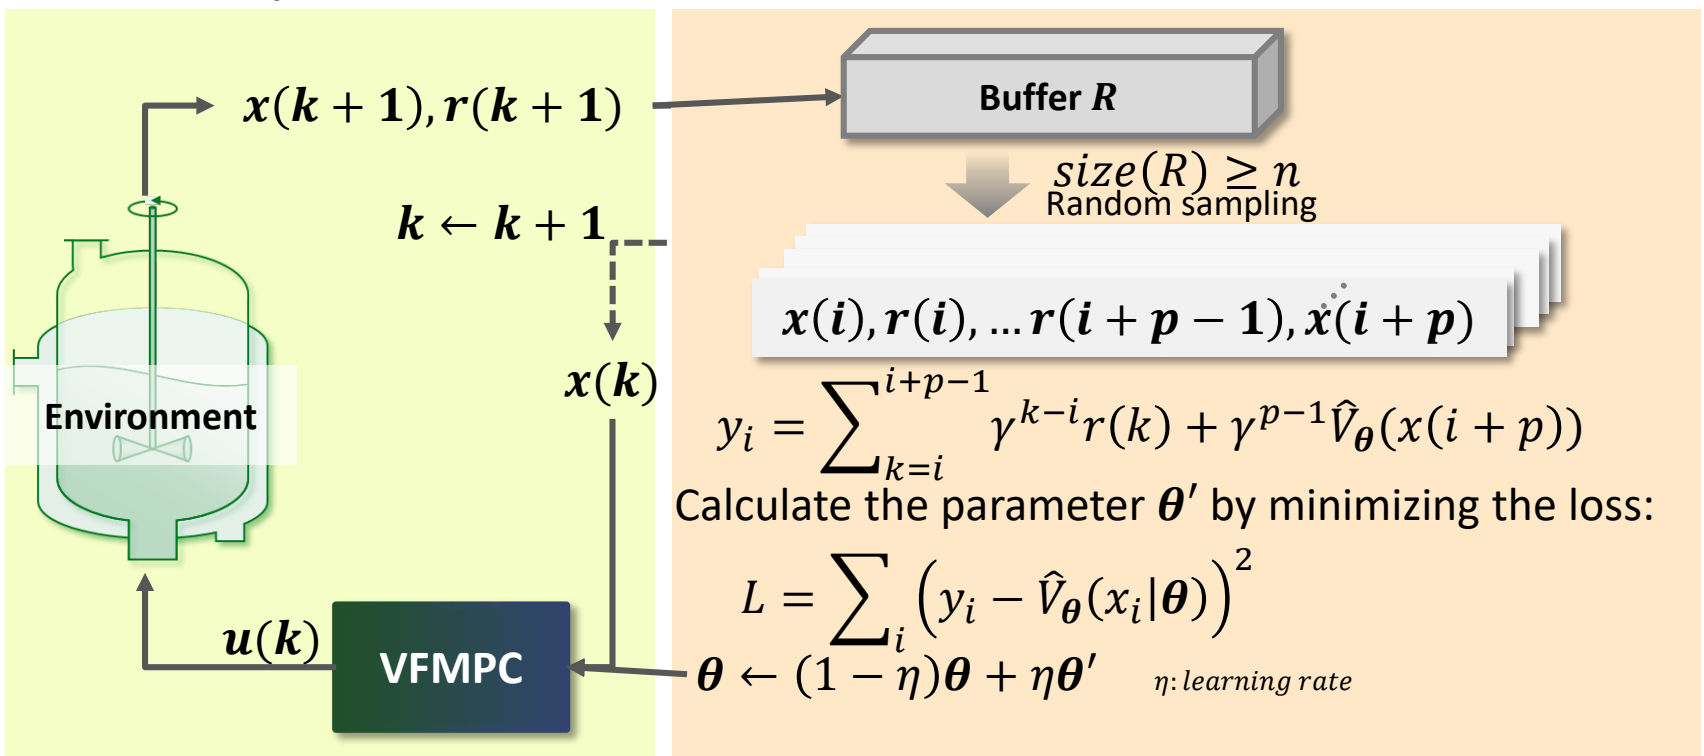 x(k + 1), r(k + 1)
Buffer R
size(R) ≥ n
Random sampling
k ← k + 1
x(i), r(i), … r(i + p − 1), x(i + p)
x(k)
Environment
y_i = ∑_{k=i}^{i+p−1} γ^{k−i} r(k) + γ^{p−1} V̂_θ(x(i + p))
Calculate the parameter θ′ by minimizing the loss:
L = ∑_i (y_i − V̂_θ(x_i|θ))^2
u(k)
VFMPC
θ ← (1 − η)θ + ηθ′
η: learning rate